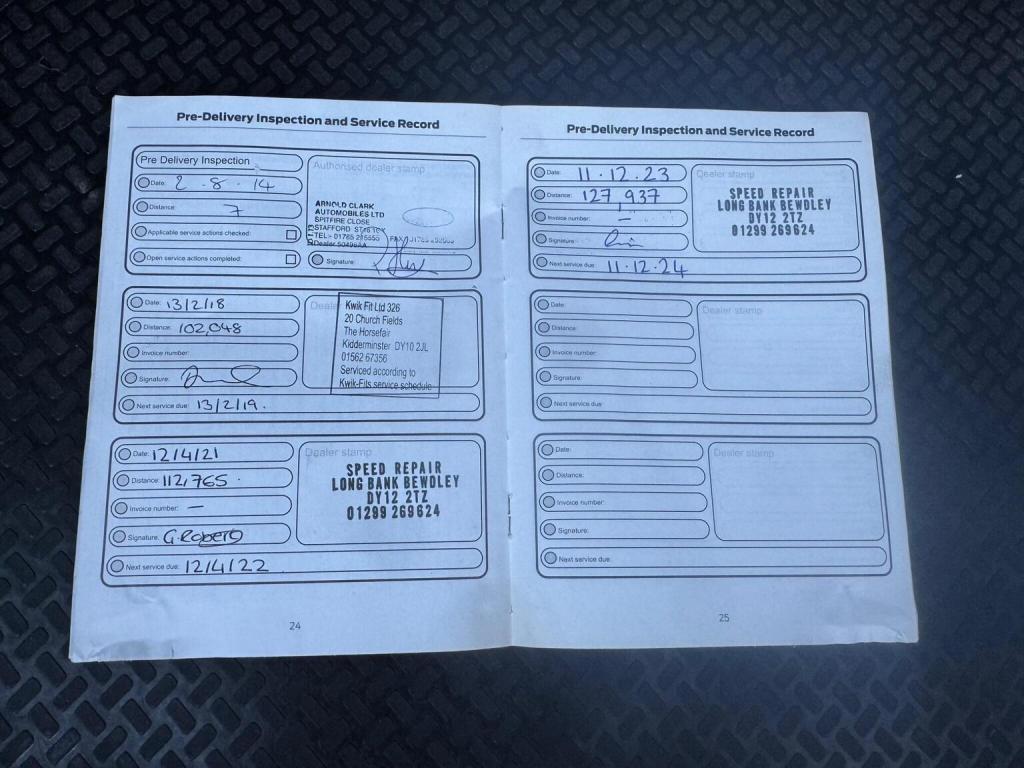 Pre-Delivery Inspection and Service Record
Pre Delivery Inspection
Date: 2 . 8 . 14
Distance: 7
Applicable service actions checked:
Open service actions completed:
Authorised dealer stamp
ARNOLD CLARK
AUTOMOBILES LTD
SPITFIRE CLOSE
STAFFORD
TEL:- 01785
Dealer
Signature:
Date: 13/2/18
Distance: 102,048
Invoice number:
Signature:
Next service due: 13/2/19.
Dealer
Kwik Fit Ltd 326
20 Church Fields
The Horsefair
Kidderminster DY10 2JL
01562 67356
Serviced according to
Kwik-Fits service schedule
Date: 12/4/21
Distance: 112,765
Invoice number: —
Signature:
Next service due: 12/4/22
Dealer stamp
SPEED REPAIR
LONG BANK BEWDLEY
DY12 2TZ
01299 269624
24
Pre-Delivery Inspection and Service Record
Date: 11.12.23
Distance: 127,937
Invoice number: —
Signature:
Next service due: 11.12.24
Dealer stamp
SPEED REPAIR
LONG BANK BEWDLEY
DY12 2TZ
01299 269624
Date:
Distance:
Invoice number:
Signature:
Next service due:
Dealer stamp
Date:
Distance:
Invoice number:
Signature:
Next service due:
Dealer stamp
25